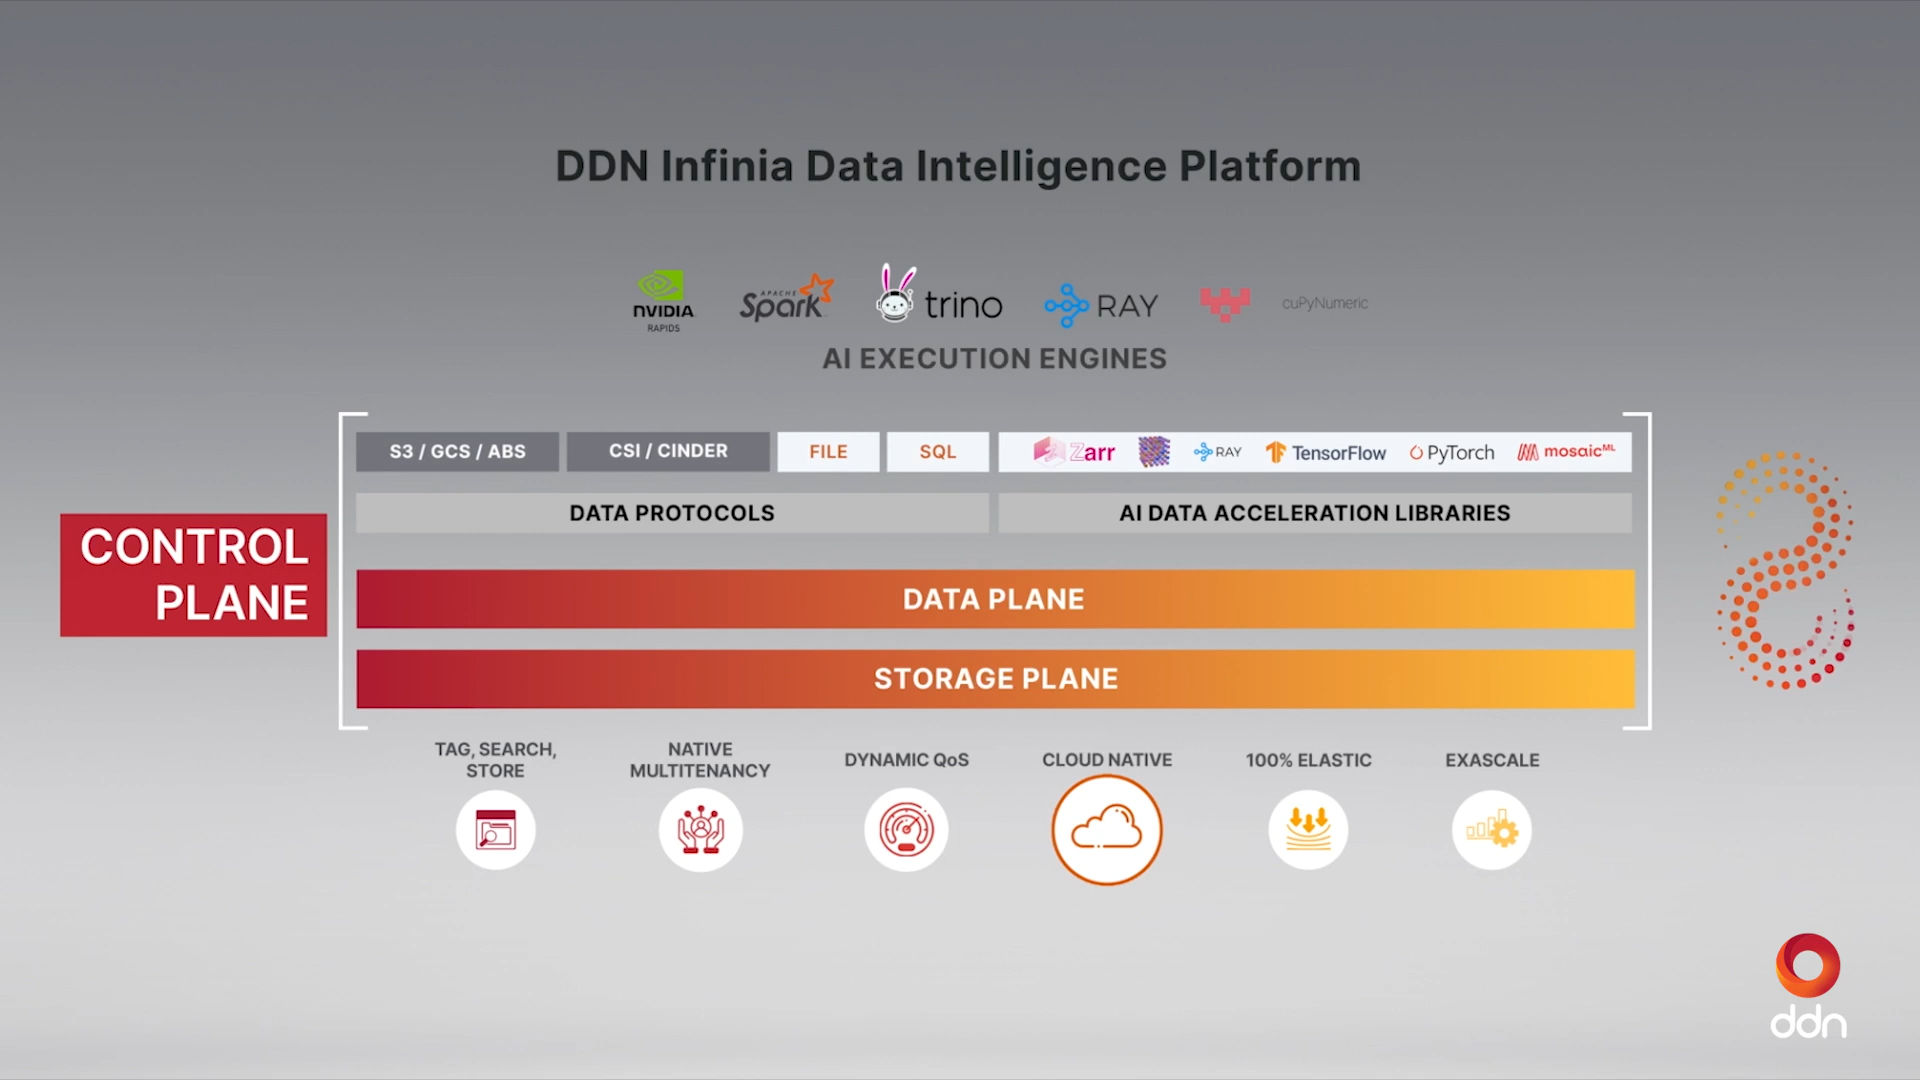 DDN Infinia Data Intelligence Platform
NVIDIA
RAPIDS
APACHE
Spark
trino
RAY
cuPyNumeric
AI EXECUTION ENGINES
S3 / GCS / ABS
CSI / CINDER
FILE
SQL
Zarr
RAY
TensorFlow
PyTorch
mosaicML
DATA PROTOCOLS
AI DATA ACCELERATION LIBRARIES
CONTROL
PLANE
DATA PLANE
STORAGE PLANE
TAG, SEARCH,
STORE
NATIVE
MULTITENANCY
DYNAMIC QoS
CLOUD NATIVE
100% ELASTIC
EXASCALE
ddn